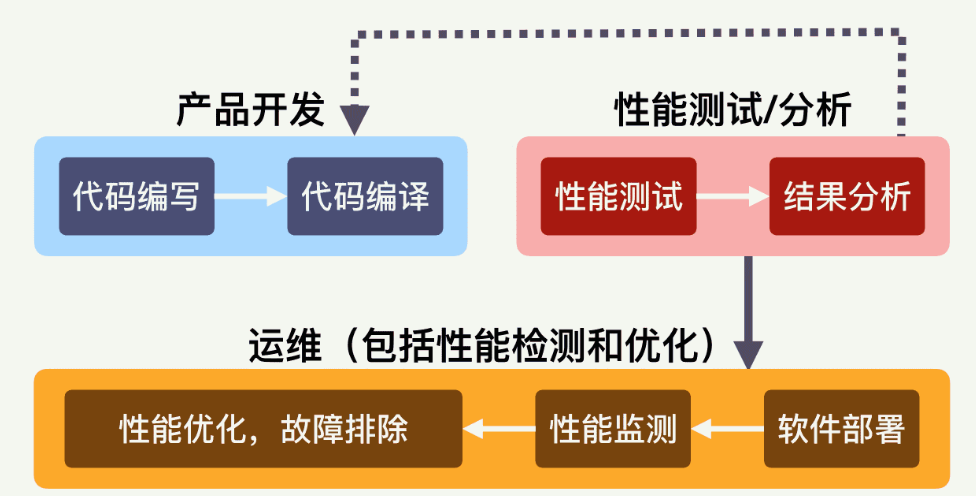 产品开发
性能测试/分析
代码编写
代码编译
性能测试
结果分析
运维（包括性能检测和优化）
性能优化，故障排除
性能监测
软件部署